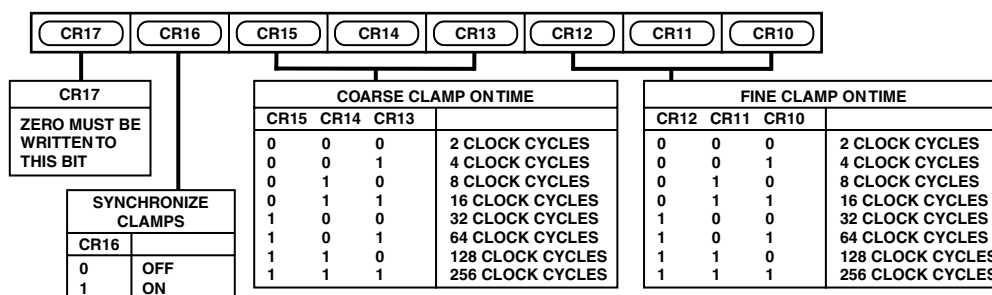 CR17 CR16 CR15 CR14 CR13 CR12 CR11 CR10
CR17
ZERO MUST BE
WRITTEN TO
THIS BIT
SYNCHRONIZE
CLAMPS
CR16
0 OFF
1 ON
COARSE CLAMP ON TIME
CR15 CR14 CR13
0 0 0 2 CLOCK CYCLES
0 0 1 4 CLOCK CYCLES
0 1 0 8 CLOCK CYCLES
0 1 1 16 CLOCK CYCLES
1 0 0 32 CLOCK CYCLES
1 0 1 64 CLOCK CYCLES
1 1 0 128 CLOCK CYCLES
1 1 1 256 CLOCK CYCLES
FINE CLAMP ON TIME
CR12 CR11 CR10
0 0 0 2 CLOCK CYCLES
0 0 1 4 CLOCK CYCLES
0 1 0 8 CLOCK CYCLES
0 1 1 16 CLOCK CYCLES
1 0 0 32 CLOCK CYCLES
1 0 1 64 CLOCK CYCLES
1 1 0 128 CLOCK CYCLES
1 1 1 256 CLOCK CYCLES